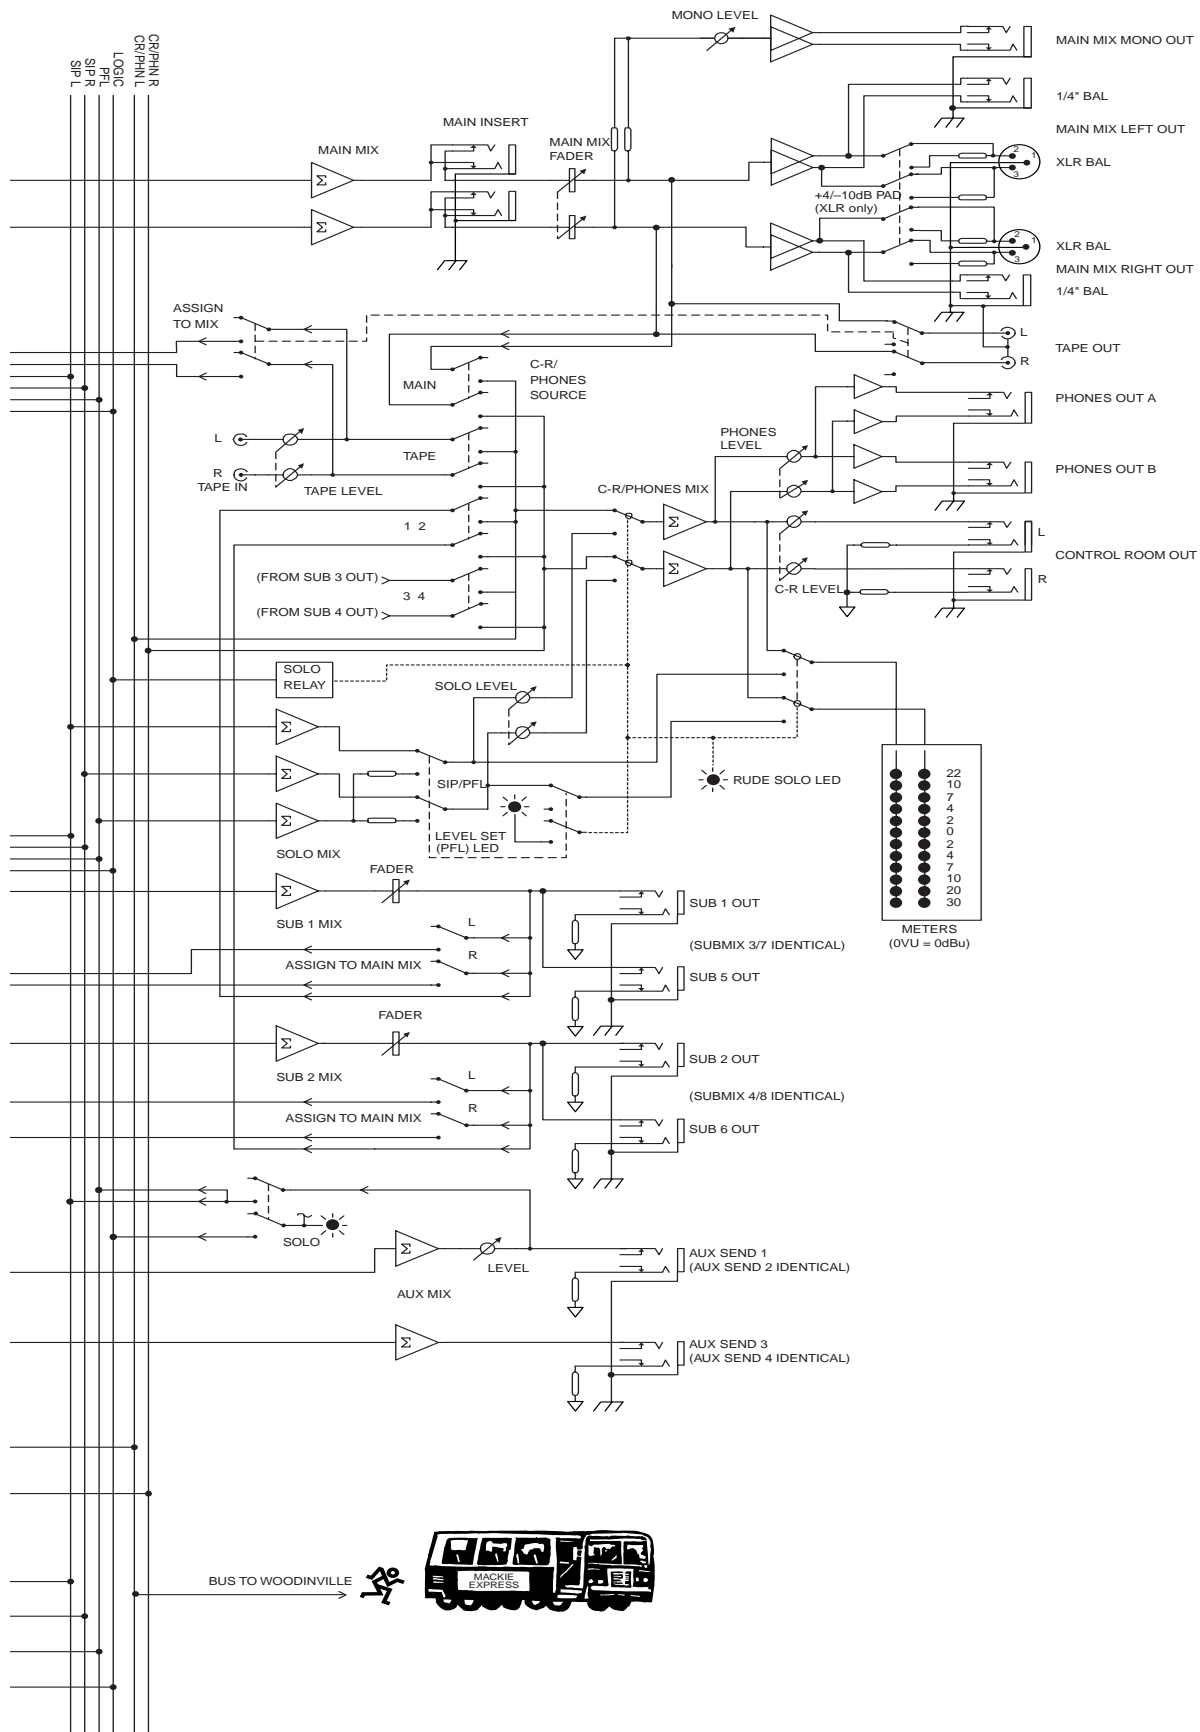 SIP L
SIP R
PFL
LOGIC
CR/PHN L
CR/PHN R
MONO LEVEL
MAIN MIX MONO OUT
1/4" BAL
MAIN INSERT
MAIN MIX
MAIN MIX
FADER
MAIN MIX LEFT OUT
2
1
3
XLR BAL
+4/–10dB PAD
(XLR only)
2
1
3
XLR BAL
MAIN MIX RIGHT OUT
1/4" BAL
Σ
Σ
ASSIGN
TO MIX
L
R
TAPE OUT
C-R/
PHONES
SOURCE
MAIN
PHONES OUT A
PHONES
LEVEL
L
R
TAPE IN
TAPE LEVEL
TAPE
PHONES OUT B
C-R/PHONES MIX
1 2
Σ
L
CONTROL ROOM OUT
Σ
R
(FROM SUB 3 OUT)
3 4
C-R LEVEL
(FROM SUB 4 OUT)
SOLO
RELAY
SOLO LEVEL
Σ
Σ
Σ
SIP/PFL
RUDE SOLO LED
LEVEL SET
(PFL) LED
SOLO MIX
22
10
7
4
2
0
2
4
7
10
20
30
METERS
(0VU = 0dBu)
FADER
Σ
SUB 1 MIX
SUB 1 OUT
L
R
ASSIGN TO MAIN MIX
(SUBMIX 3/7 IDENTICAL)
SUB 5 OUT
FADER
Σ
SUB 2 MIX
SUB 2 OUT
L
R
ASSIGN TO MAIN MIX
(SUBMIX 4/8 IDENTICAL)
SUB 6 OUT
SOLO
Σ
LEVEL
AUX MIX
AUX SEND 1
(AUX SEND 2 IDENTICAL)
Σ
AUX SEND 3
(AUX SEND 4 IDENTICAL)
BUS TO WOODINVILLE
MACKIE
EXPRESS